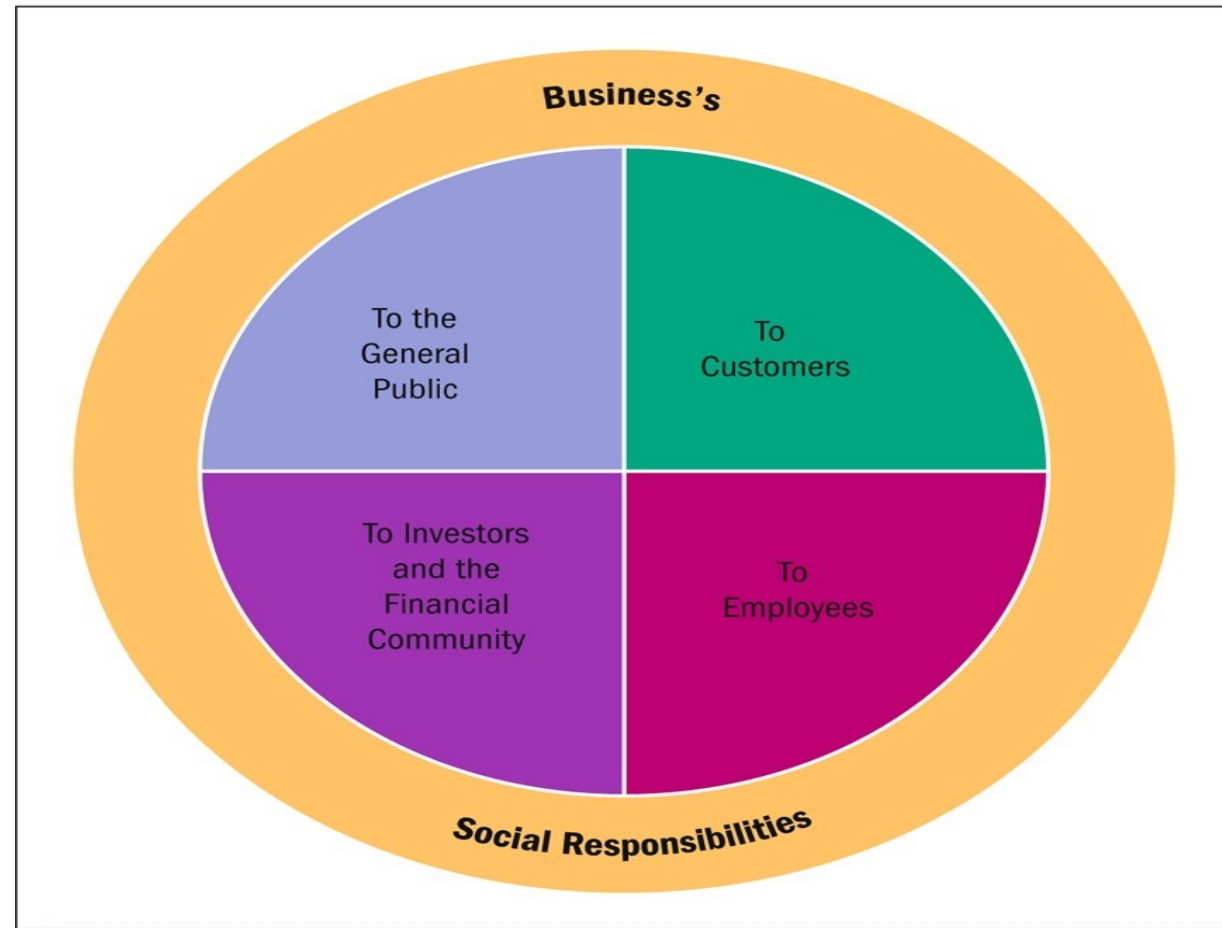 Business's
To the
General
Public
To
Customers
To Investors
and the
Financial
Community
To
Employees
Social Responsibilities